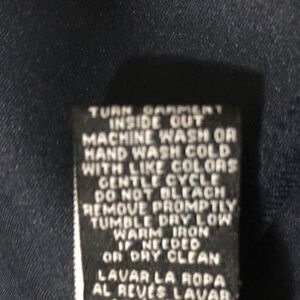 TURN GARMENT
INSIDE OUT
MACHINE WASH OR
HAND WASH COLD
WITH LIKE COLORS
GENTLE CYCLE
DO NOT BLEACH
REMOVE PROMPTLY
TUMBLE DRY LOW
WARM IRON
IF NEEDED
OR DRY CLEAN
LAVAR LA ROPA
AL REVÉS LAVAR